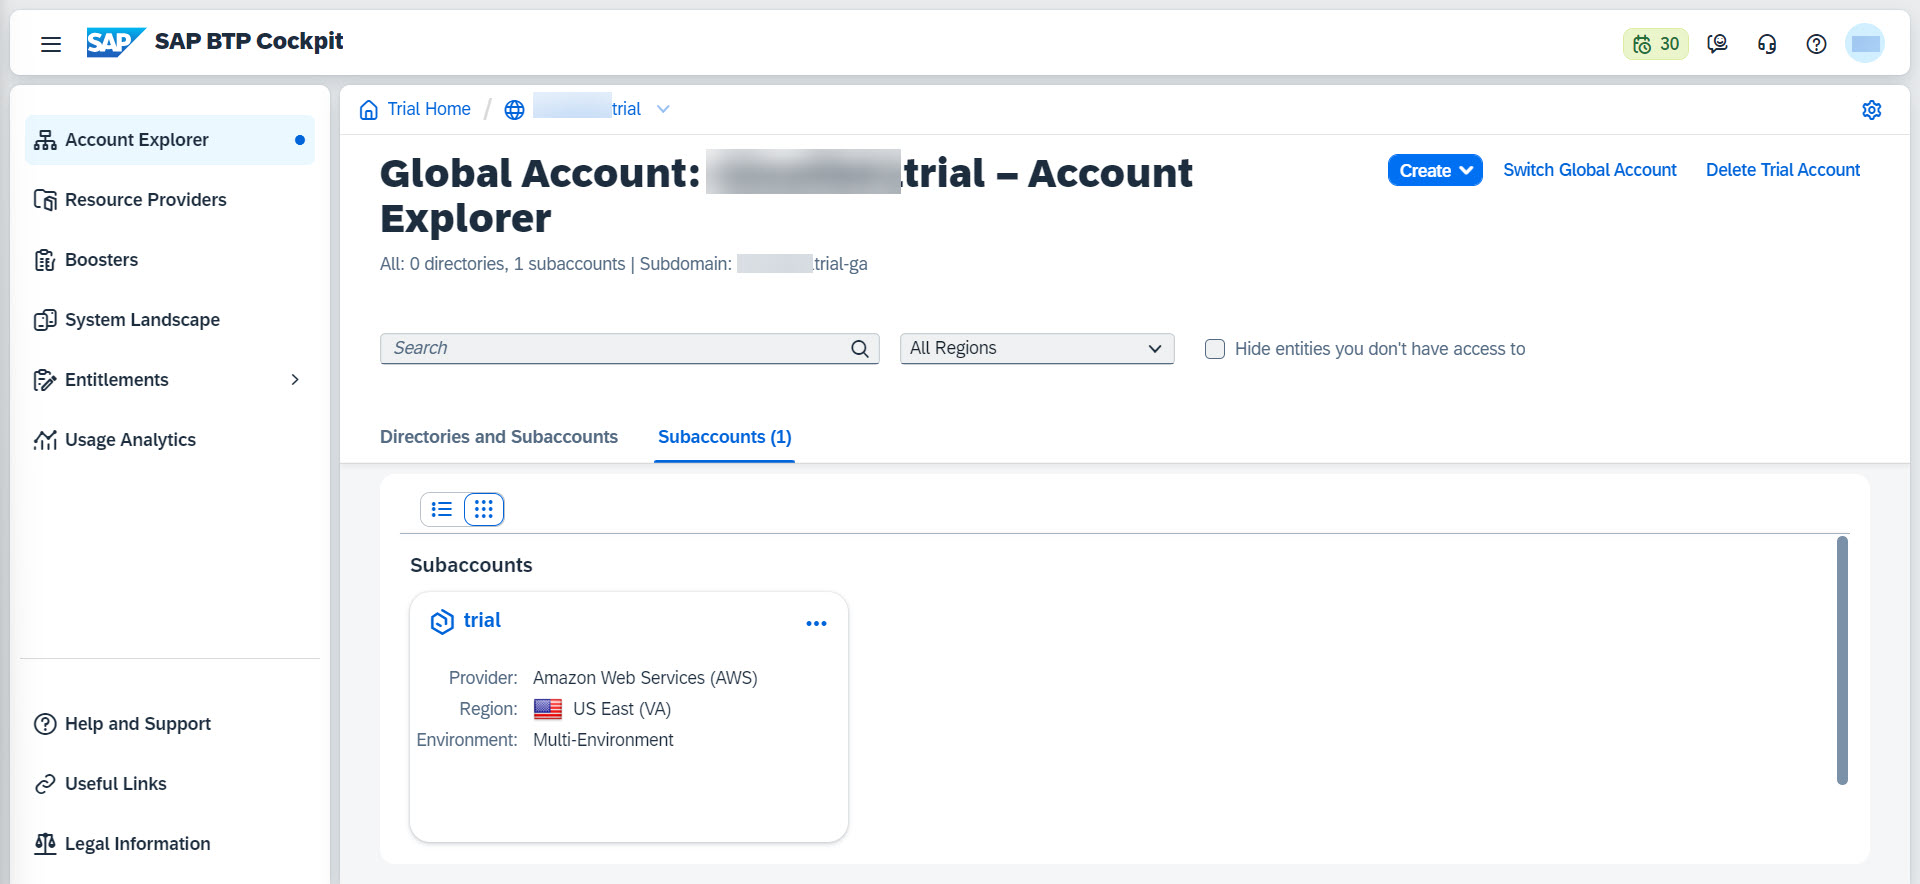 SAP SAP BTP Cockpit
30
Account Explorer
Resource Providers
Boosters
System Landscape
Entitlements
Usage Analytics
Help and Support
Useful Links
Legal Information
Trial Home / trial
Global Account: trial – Account
Explorer
Create
Switch Global Account
Delete Trial Account
All: 0 directories, 1 subaccounts | Subdomain: trial-ga
Search
All Regions
Hide entities you don't have access to
Directories and Subaccounts
Subaccounts (1)
Subaccounts
trial
Provider: Amazon Web Services (AWS)
Region: US East (VA)
Environment: Multi-Environment